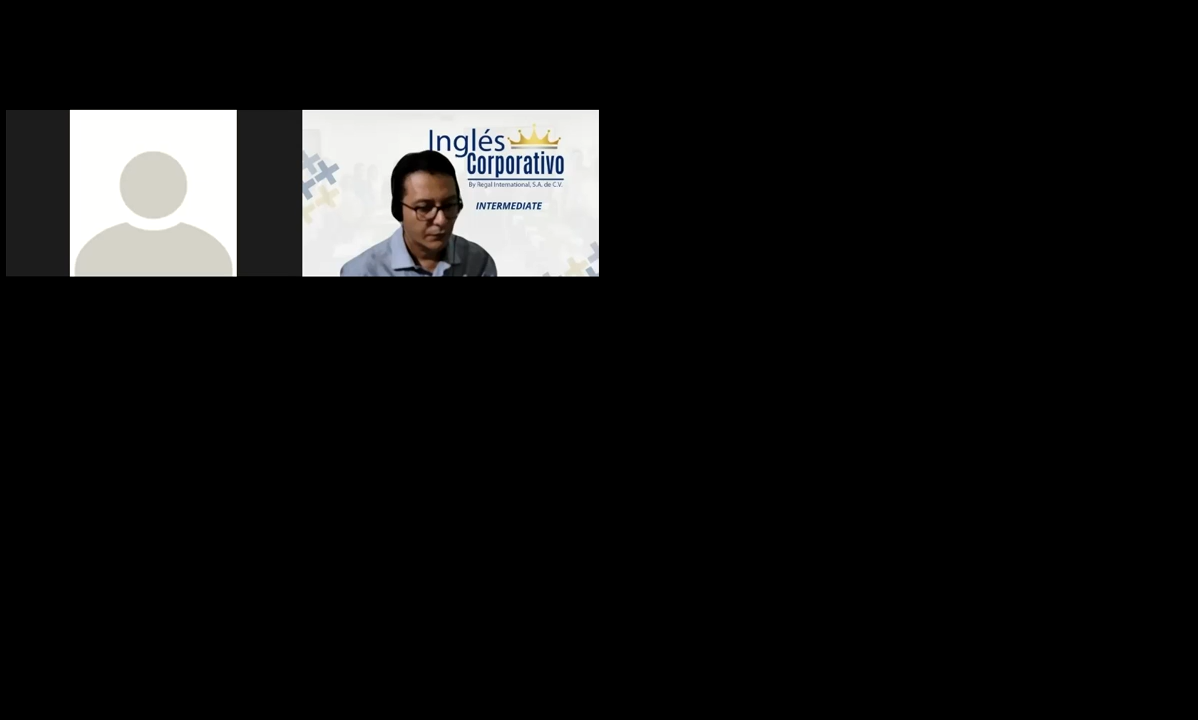 Inglés
Corporativo
By Regal International, S.A. de C.V.
INTERMEDIATE